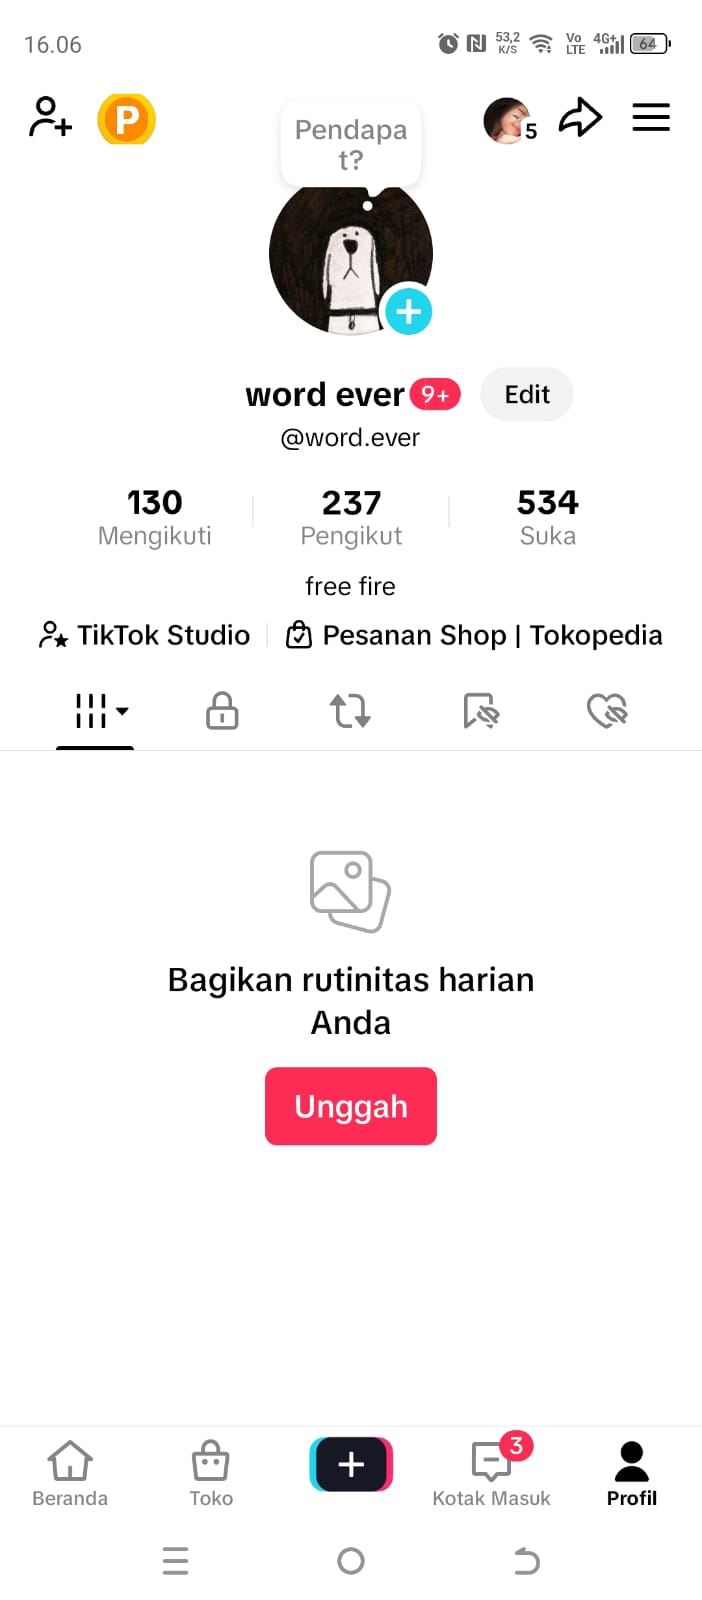 16.06
53,2
K/S
Vo
LTE
4G+
64
P
Pendapa
t?
5
word ever
9+
Edit
@word.ever
130
237
534
Mengikuti
Pengikut
Suka
free fire
TikTok Studio
Pesanan Shop | Tokopedia
Bagikan rutinitas harian
Anda
Unggah
3
Beranda
Toko
Kotak Masuk
Profil